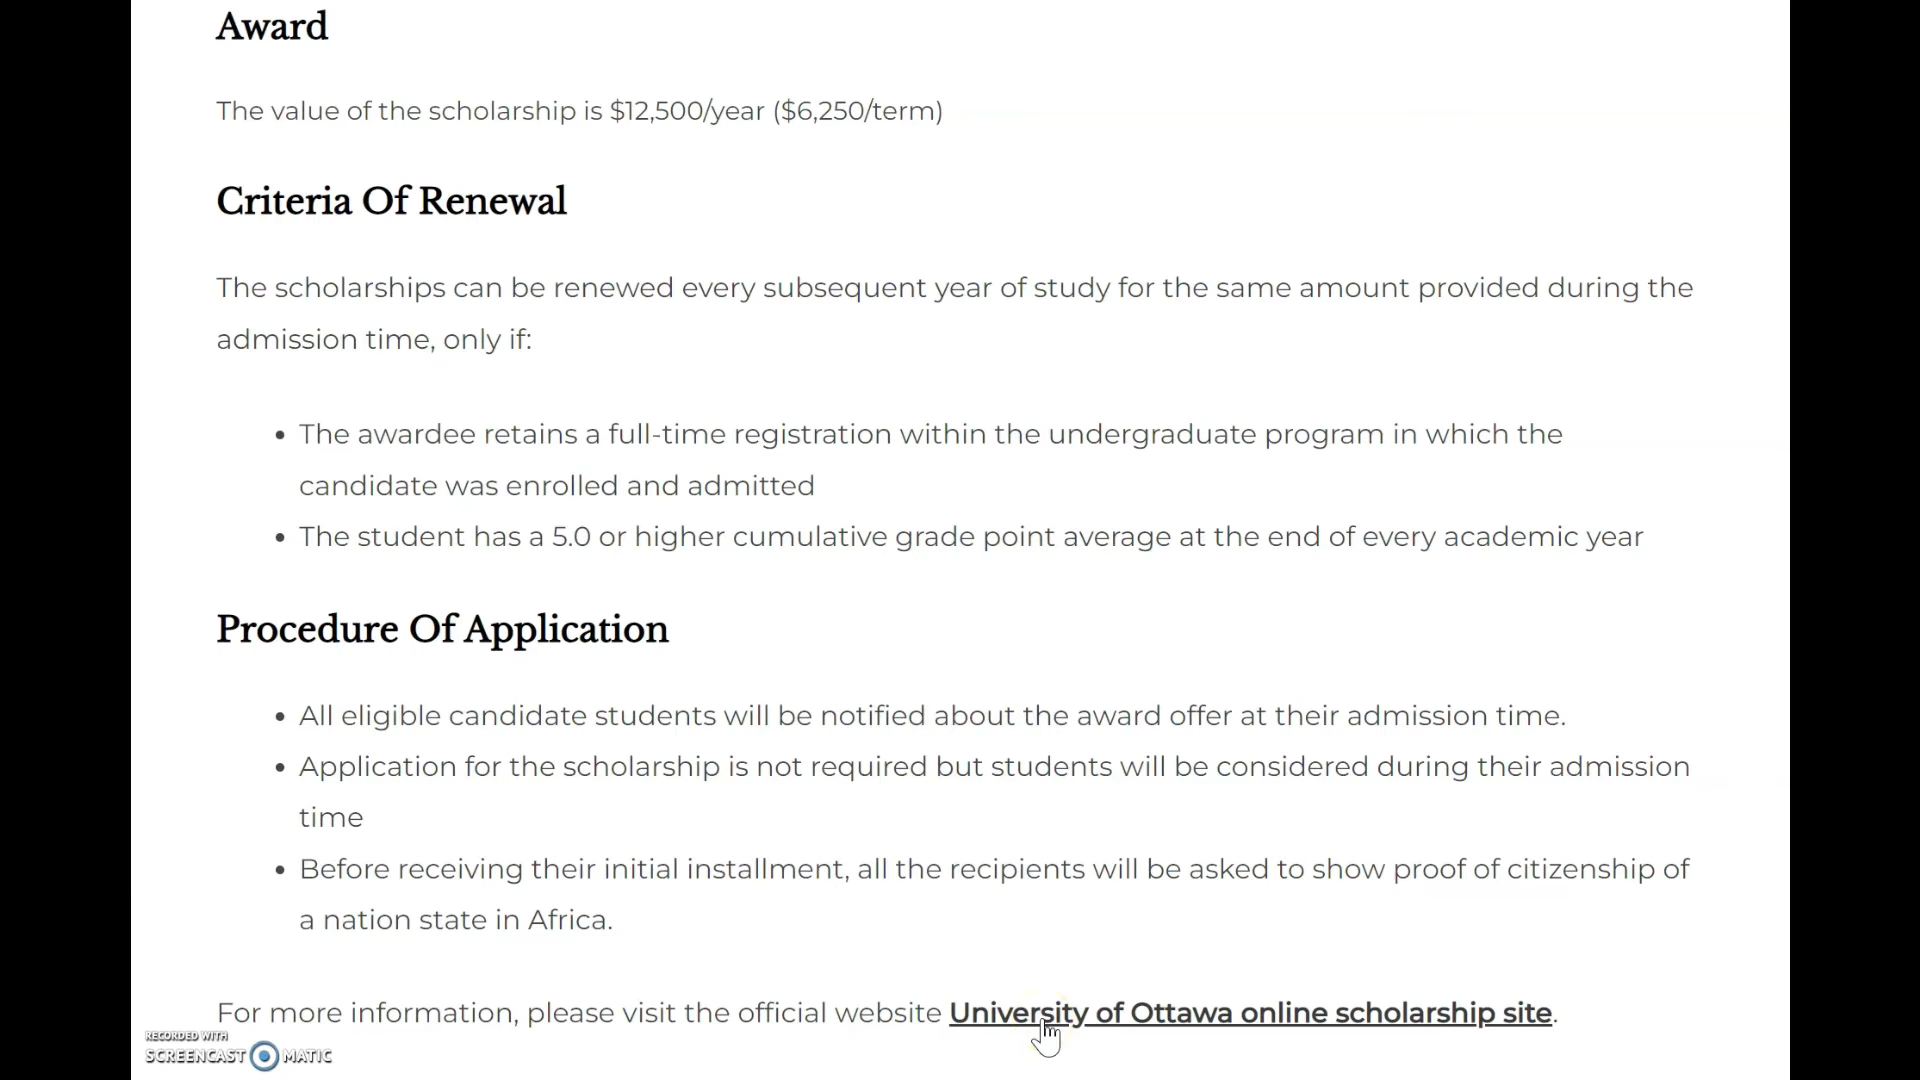 Award
The value of the scholarship is $12,500/year ($6,250/term)
Criteria Of Renewal
The scholarships can be renewed every subsequent year of study for the same amount provided during the
admission time, only if:
• The awardee retains a full-time registration within the undergraduate program in which the
candidate was enrolled and admitted
• The student has a 5.0 or higher cumulative grade point average at the end of every academic year
Procedure Of Application
• All eligible candidate students will be notified about the award offer at their admission time.
• Application for the scholarship is not required but students will be considered during their admission
time
• Before receiving their initial installment, all the recipients will be asked to show proof of citizenship of
a nation state in Africa.
For more information, please visit the official website University of Ottawa online scholarship site.
RECORDED WITH
SCREENCAST MATIC